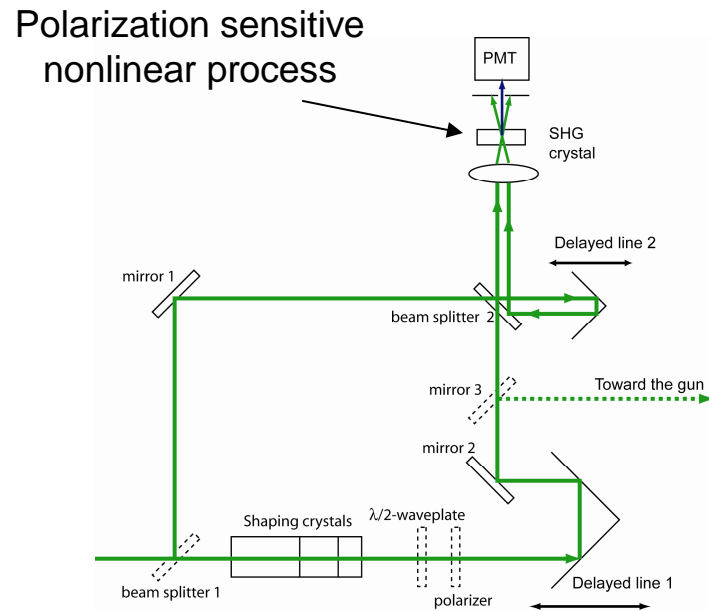 Polarization sensitive
nonlinear process
PMT
SHG
crystal
Delayed line 2
mirror 1
beam splitter 2
mirror 3
Toward the gun
mirror 2
Shaping crystals
λ/2-waveplate
beam splitter 1
polarizer
Delayed line 1